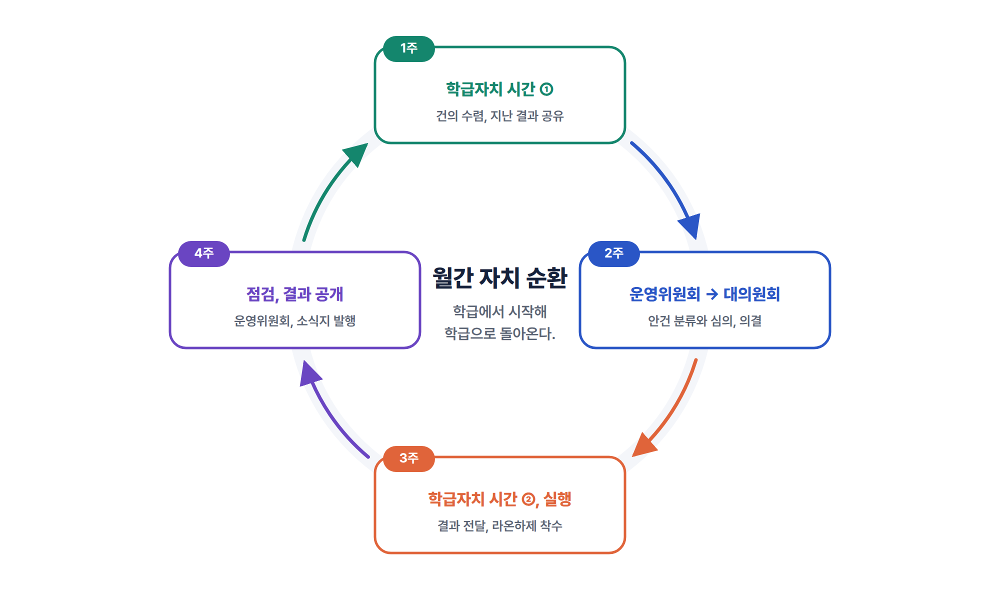 1주
학급자치 시간 ①
건의 수렴, 지난 결과 공유
2주
운영위원회 → 대의원회
안건 분류와 심의, 의결
3주
학급자치 시간 ②, 실행
결과 전달, 라온하제 착수
4주
점검, 결과 공개
운영위원회, 소식지 발행
월간 자치 순환
학급에서 시작해
학급으로 돌아온다.